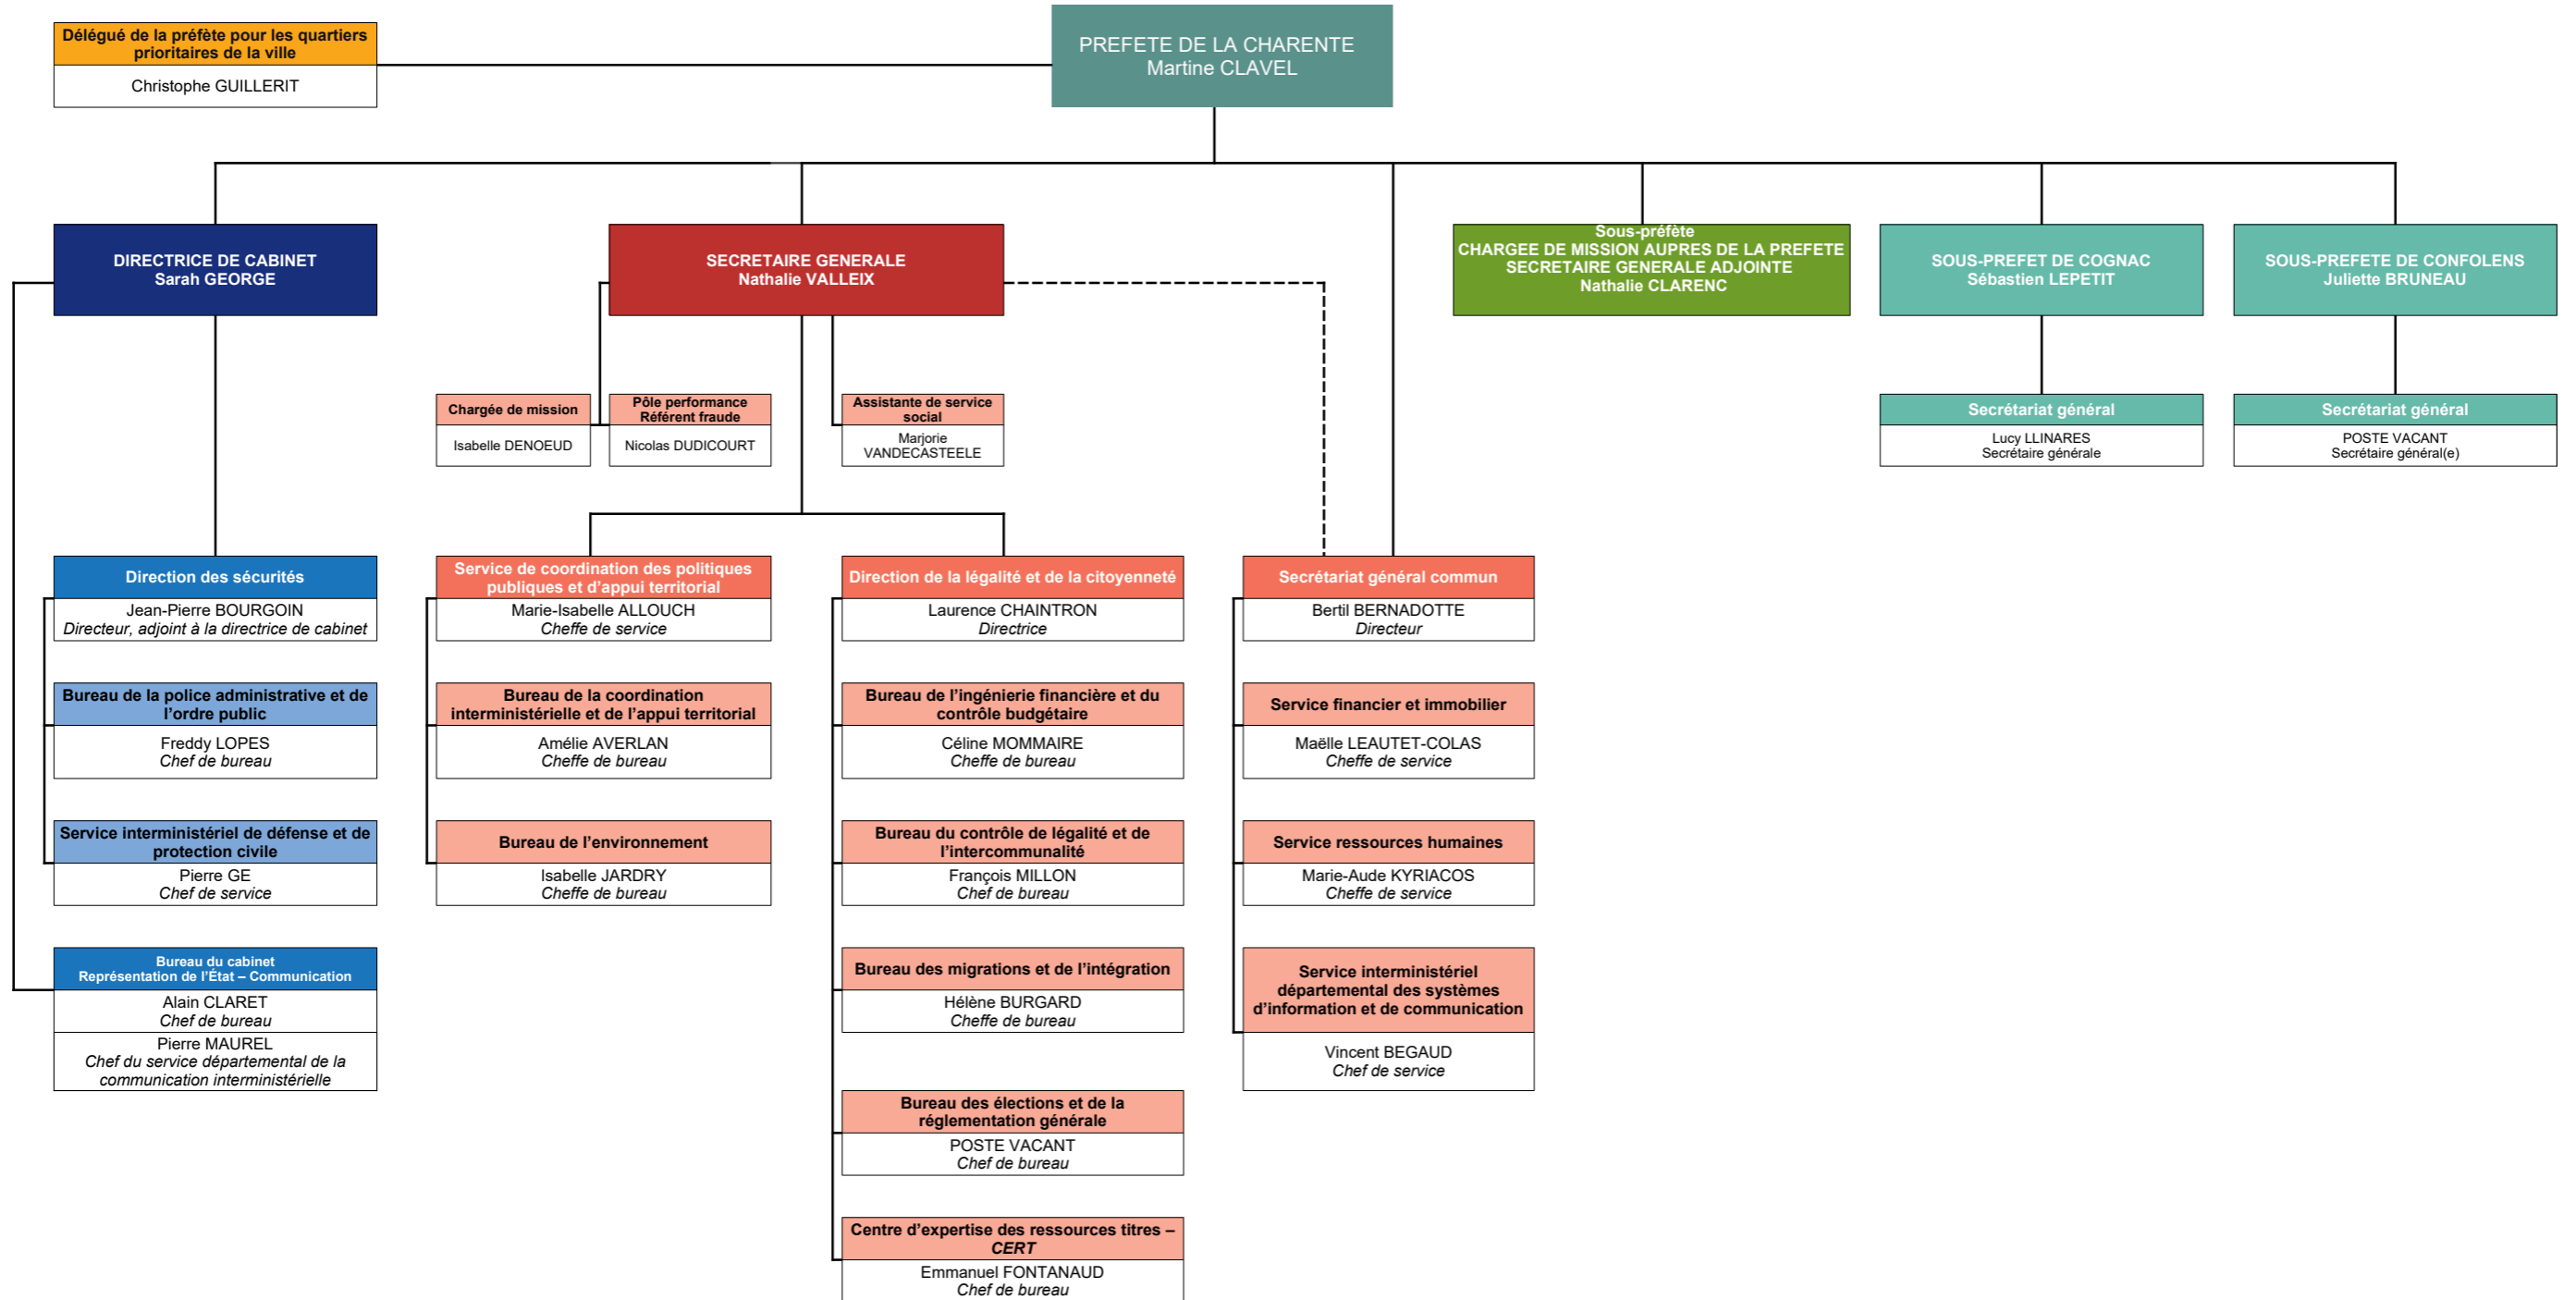 Délégué de la préfète pour les quartiers
prioritaires de la ville
Christophe GUILLERIT
PREFETE DE LA CHARENTE
Martine CLAVEL
DIRECTRICE DE CABINET
Sarah GEORGE
SECRETAIRE GENERALE
Nathalie VALLEIX
Sous-préfète
CHARGEE DE MISSION AUPRES DE LA PREFETE
SECRETAIRE GENERALE ADJOINTE
Nathalie CLARENC
SOUS-PREFET DE COGNAC
Sébastien LEPETIT
SOUS-PREFETE DE CONFOLENS
Juliette BRUNEAU
Chargée de mission
Isabelle DENOEUD
Pôle performance
Référent fraude
Nicolas DUDICOURT
Assistante de service
social
Marjorie
VANDECASTEELE
Secrétariat général
Lucy LLINARES
Secrétaire générale
Secrétariat général
POSTE VACANT
Secrétaire général(e)
Direction des sécurités
Jean-Pierre BOURGOIN
Directeur, adjoint à la directrice de cabinet
Bureau de la police administrative et de
l’ordre public
Freddy LOPES
Chef de bureau
Service interministériel de défense et de
protection civile
Pierre GE
Chef de service
Bureau du cabinet
Représentation de l’État – Communication
Alain CLARET
Chef de bureau
Pierre MAUREL
Chef du service départemental de la
communication interministérielle
Service de coordination des politiques
publiques et d’appui territorial
Marie-Isabelle ALLOUCH
Cheffe de service
Bureau de la coordination
interministérielle et de l’appui territorial
Amélie AVERLAN
Cheffe de bureau
Bureau de l’environnement
Isabelle JARDRY
Cheffe de bureau
Direction de la légalité et de la citoyenneté
Laurence CHAINTRON
Directrice
Bureau de l’ingénierie financière et du
contrôle budgétaire
Céline MOMMAIRE
Cheffe de bureau
Bureau du contrôle de légalité et de
l’intercommunalité
François MILLON
Chef de bureau
Bureau des migrations et de l’intégration
Hélène BURGARD
Cheffe de bureau
Bureau des élections et de la
réglementation générale
POSTE VACANT
Chef de bureau
Centre d’expertise des ressources titres –
CERT
Emmanuel FONTANAUD
Chef de bureau
Secrétariat général commun
Bertil BERNADOTTE
Directeur
Service financier et immobilier
Maëlle LEAUTET-COLAS
Cheffe de service
Service ressources humaines
Marie-Aude KYRIACOS
Cheffe de service
Service interministériel
départemental des systèmes
d’information et de communication
Vincent BEGAUD
Chef de service